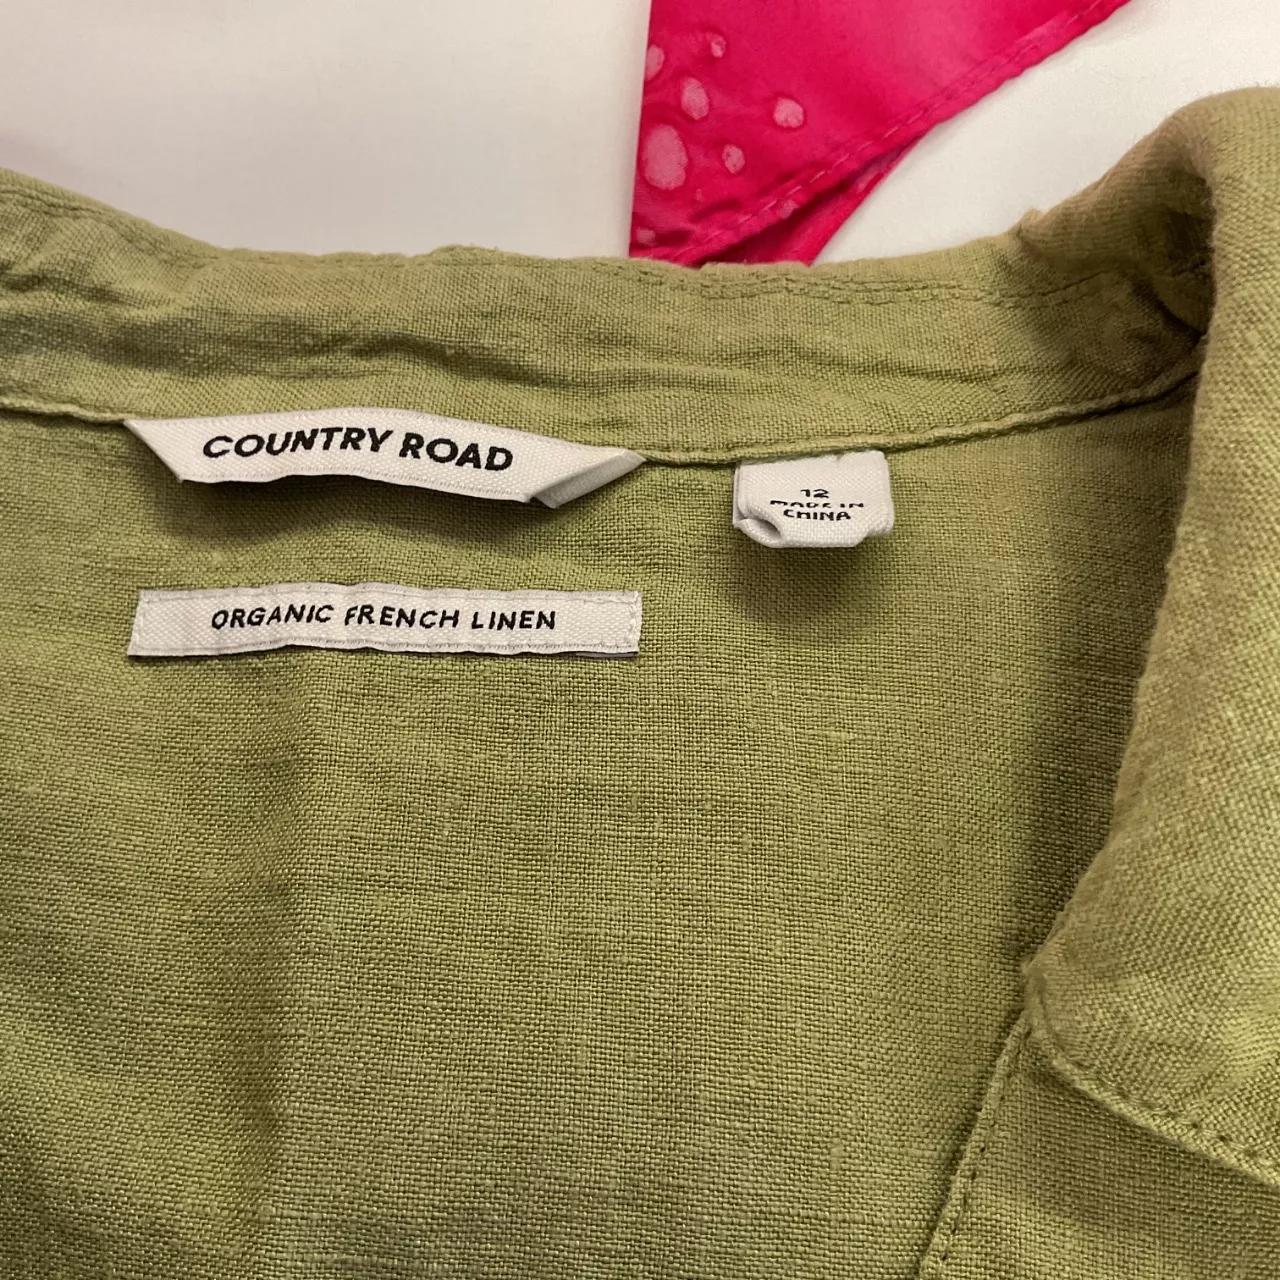 COUNTRY ROAD
12
MADE IN
CHINA
ORGANIC FRENCH LINEN